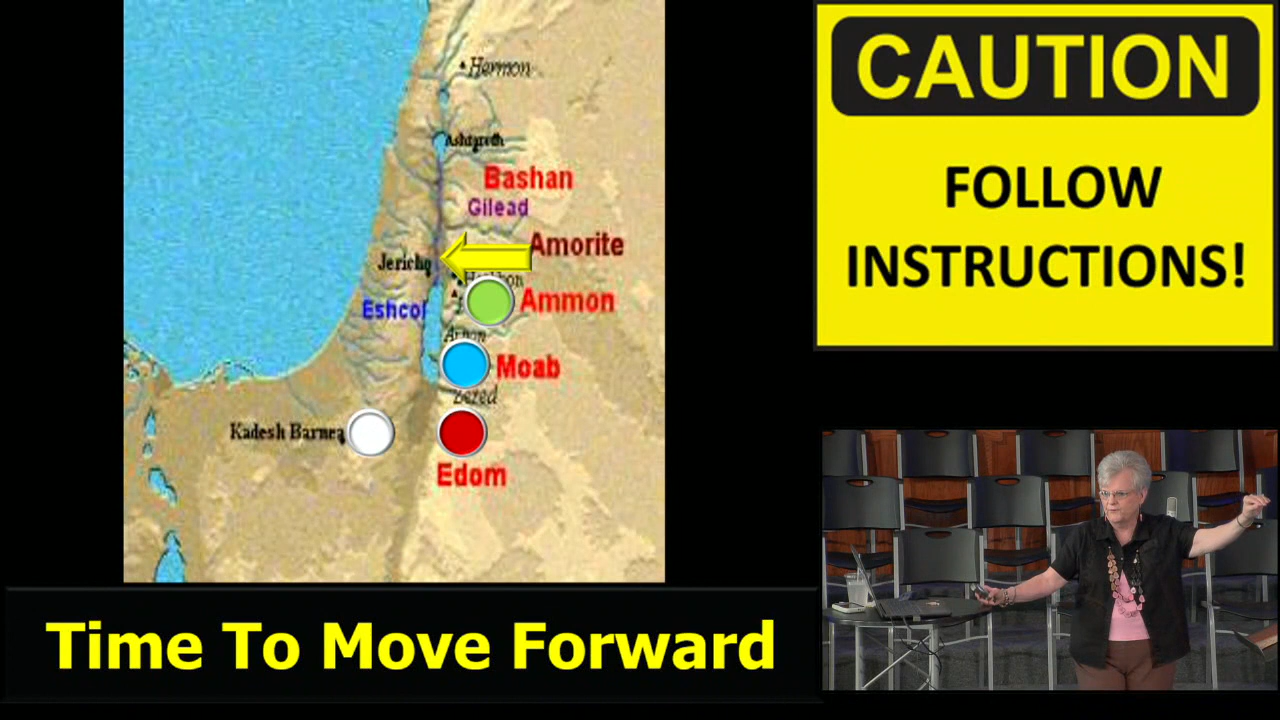 Hermon
Ashtaroth
Bashan
Gilead
Amorite
Jericho
Ammon
Eshcol
Arnon
Moab
Zered
Kadesh Barnea
Edom
Time To Move Forward
CAUTION
FOLLOW
INSTRUCTIONS!